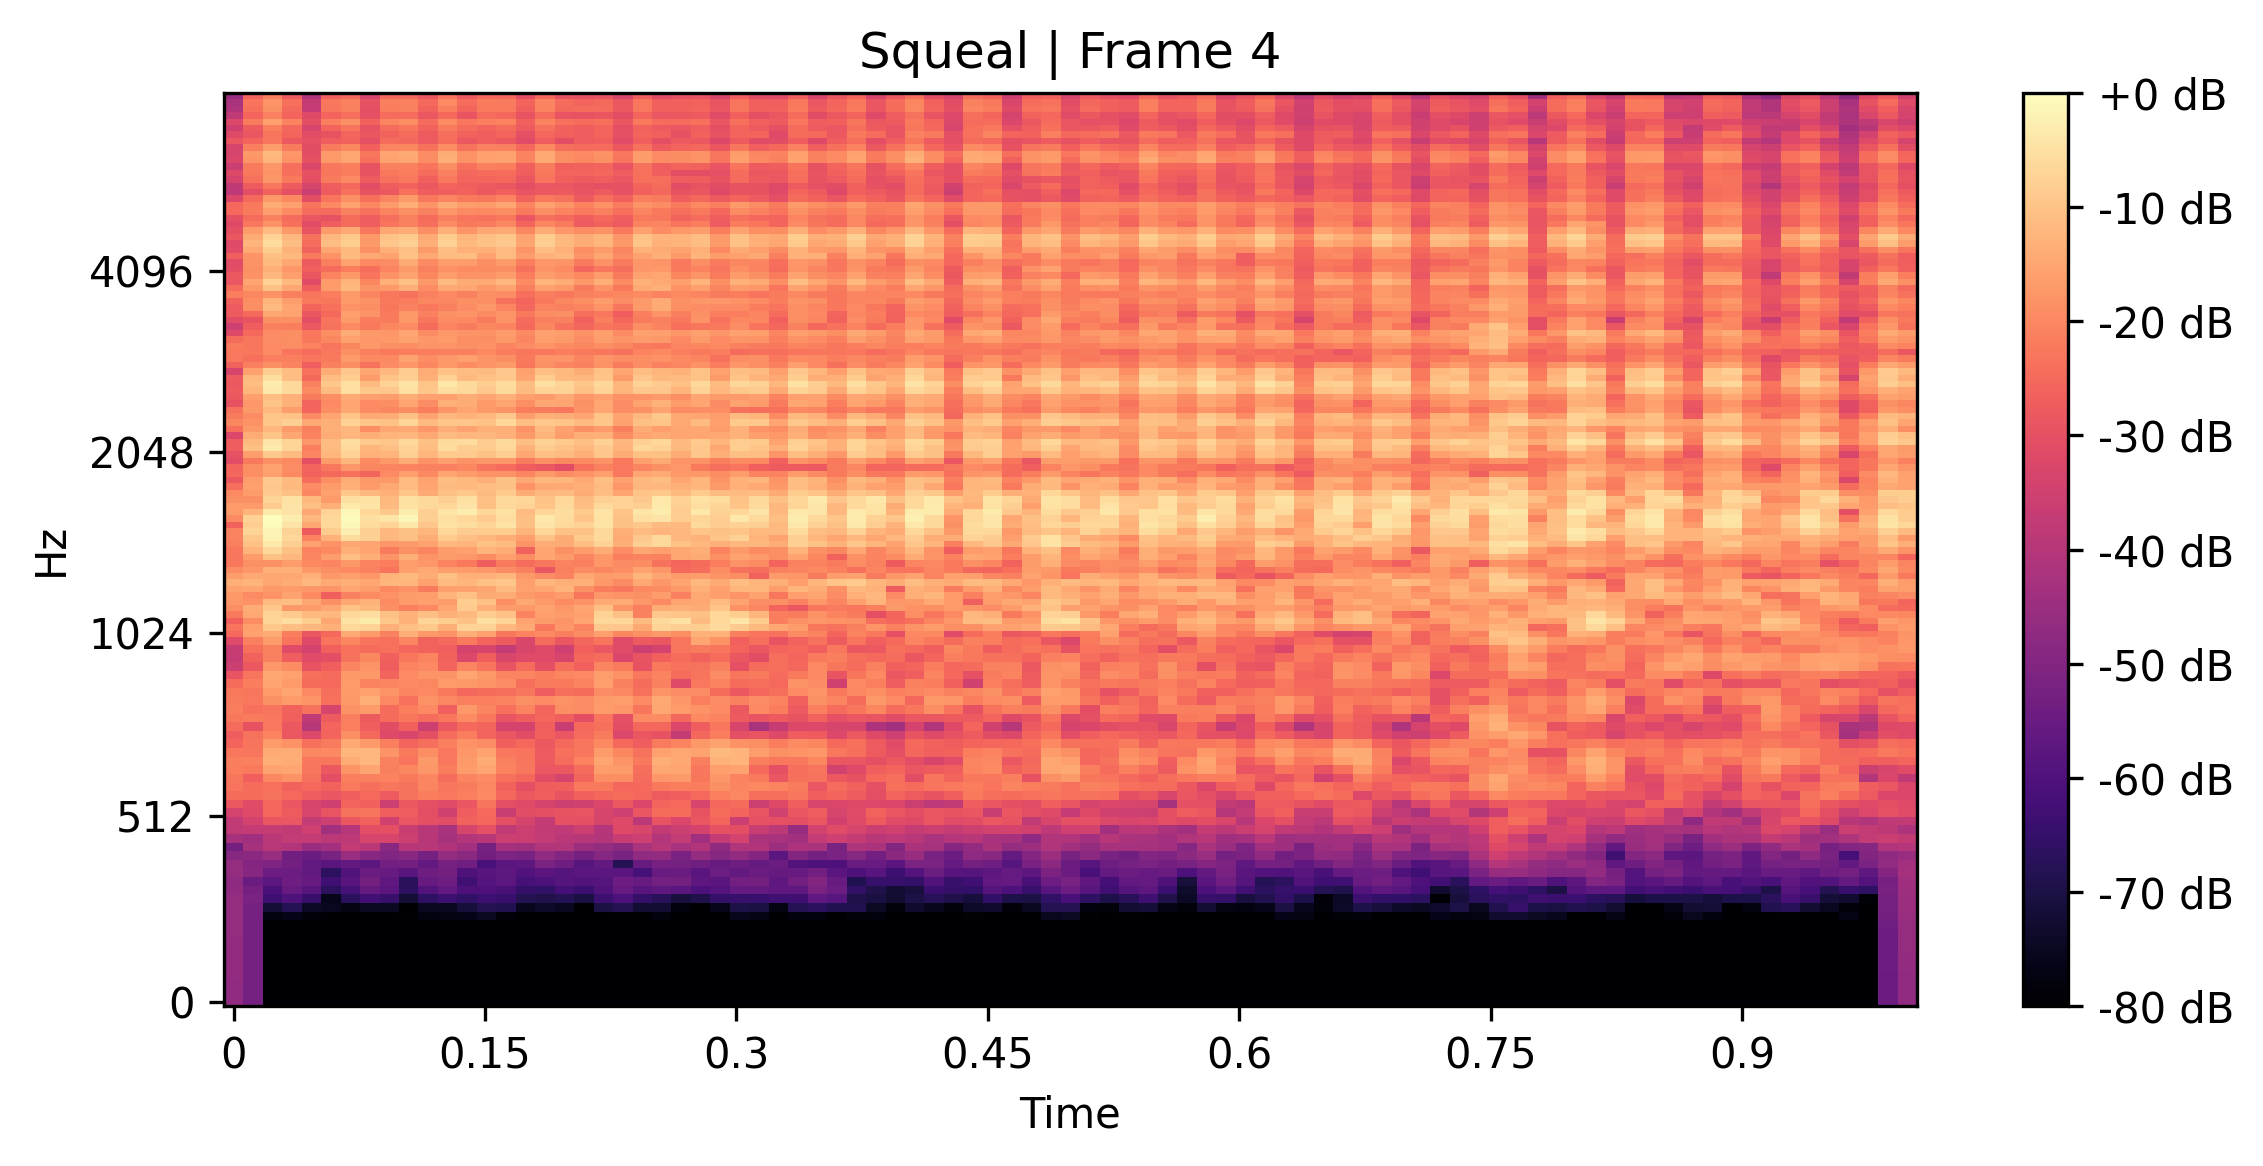 Squeal | Frame 4
+0 dB
-10 dB
-20 dB
-30 dB
-40 dB
-50 dB
-60 dB
-70 dB
-80 dB
Hz
4096
2048
1024
512
0
0 0.15 0.3 0.45 0.6 0.75 0.9
Time